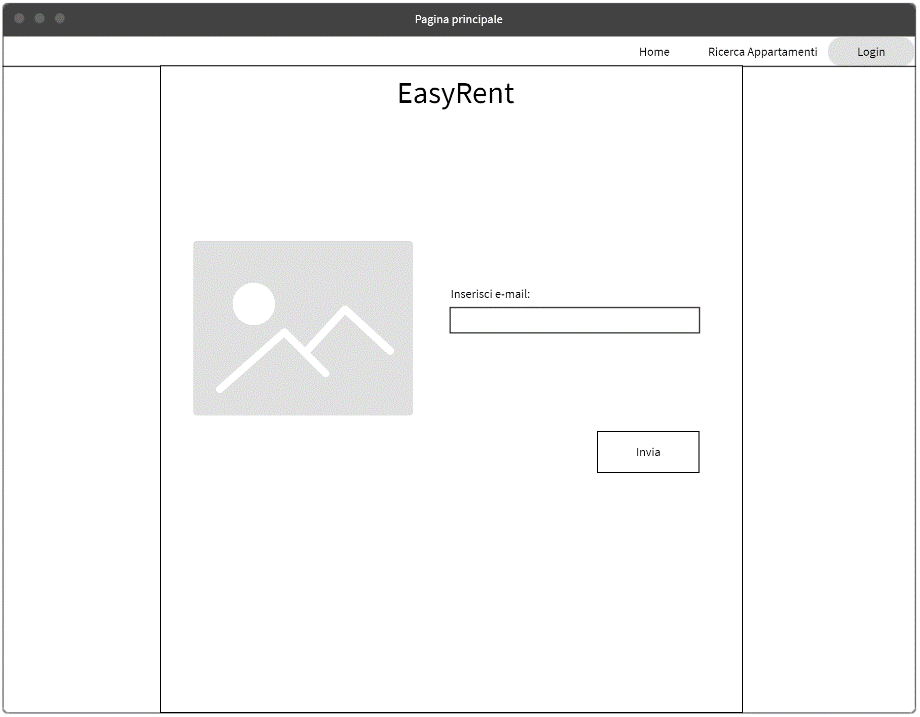 Pagina principale
Home Ricerca Appartamenti Login
EasyRent
Inserisci e-mail:
Invia